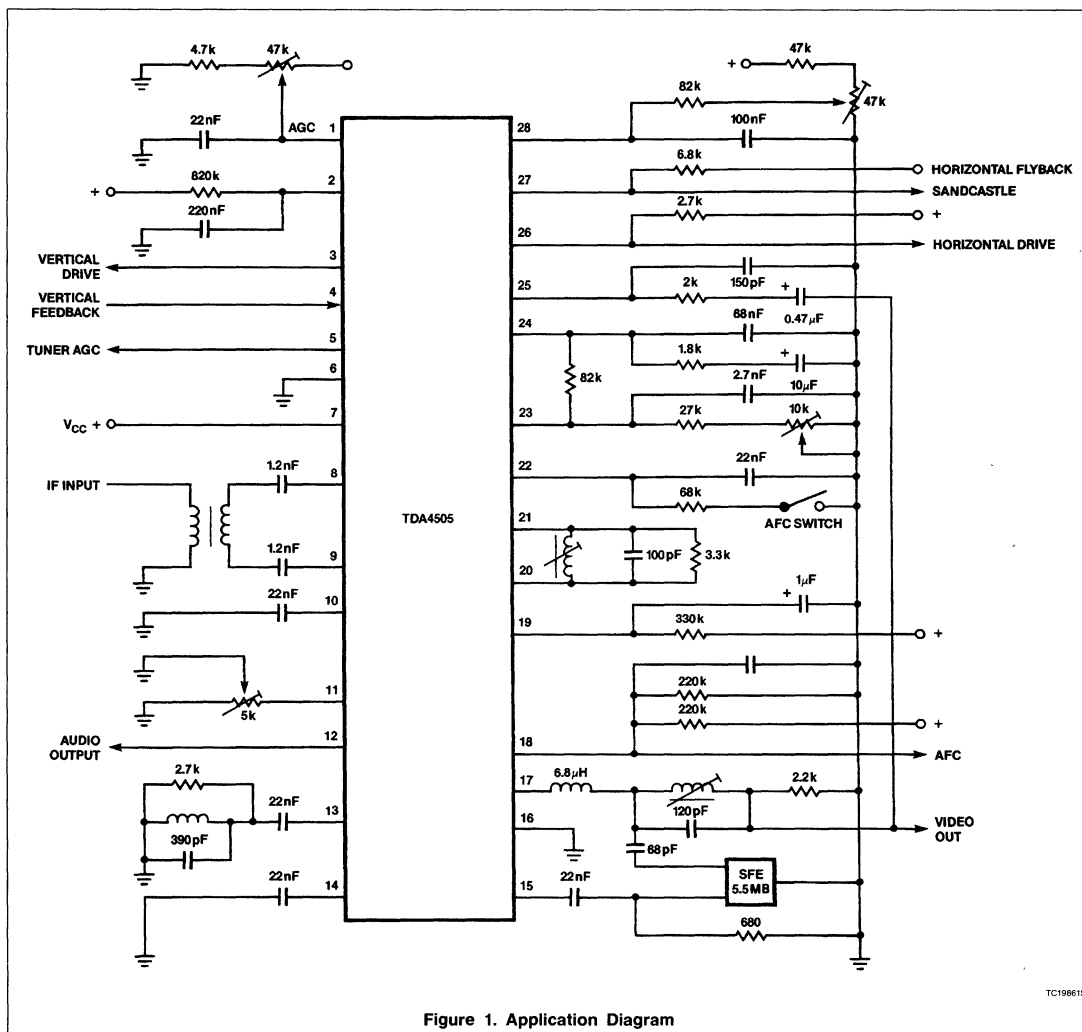 4.7k
47k
22nF
AGC
1
+
820k
2
220nF
VERTICAL
DRIVE
3
VERTICAL
FEEDBACK
4
TUNER AGC
5
6
VCC +
7
IF INPUT
1.2nF
8
1.2nF
9
22nF
10
11
5k
AUDIO
OUTPUT
12
2.7k
22nF
13
390pF
22nF
14
TDA4505
+
47k
82k
47k
28
100nF
6.8k
HORIZONTAL FLYBACK
27
SANDCASTLE
2.7k
+
26
HORIZONTAL DRIVE
25
150pF
2k
+
0.47μF
24
68nF
1.8k
+
10μF
82k
2.7nF
23
27k
10k
22
22nF
68k
AFC SWITCH
21
100pF
3.3k
20
1μF
+
19
330k
+
220k
220k
+
18
AFC
17
6.8μH
2.2k
120pF
16
VIDEO
OUT
68pF
15
22nF
SFE
5.5MB
680
TC19861S
Figure 1. Application Diagram